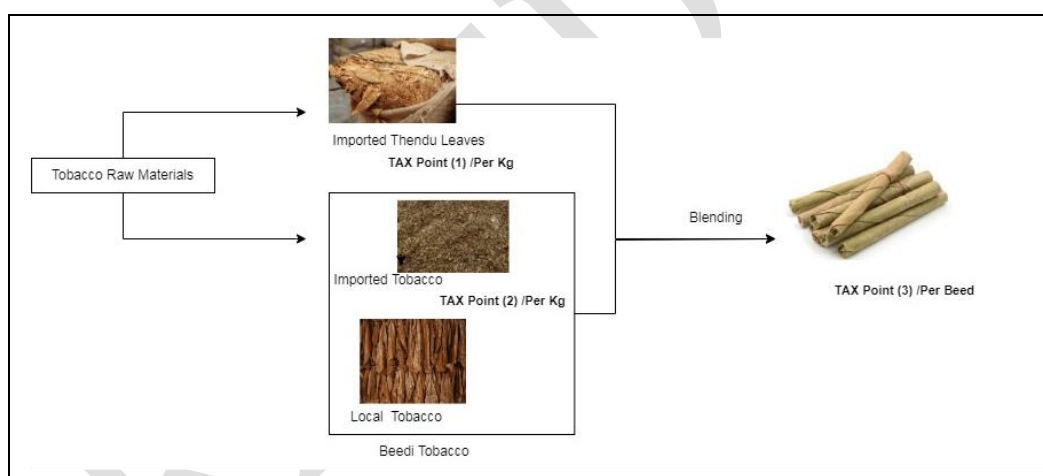 Tobacco Raw Materials
Imported Thendu Leaves
TAX Point (1) /Per Kg
Imported Tobacco
TAX Point (2) /Per Kg
Local Tobacco
Beedi Tobacco
Blending
TAX Point (3) /Per Beed